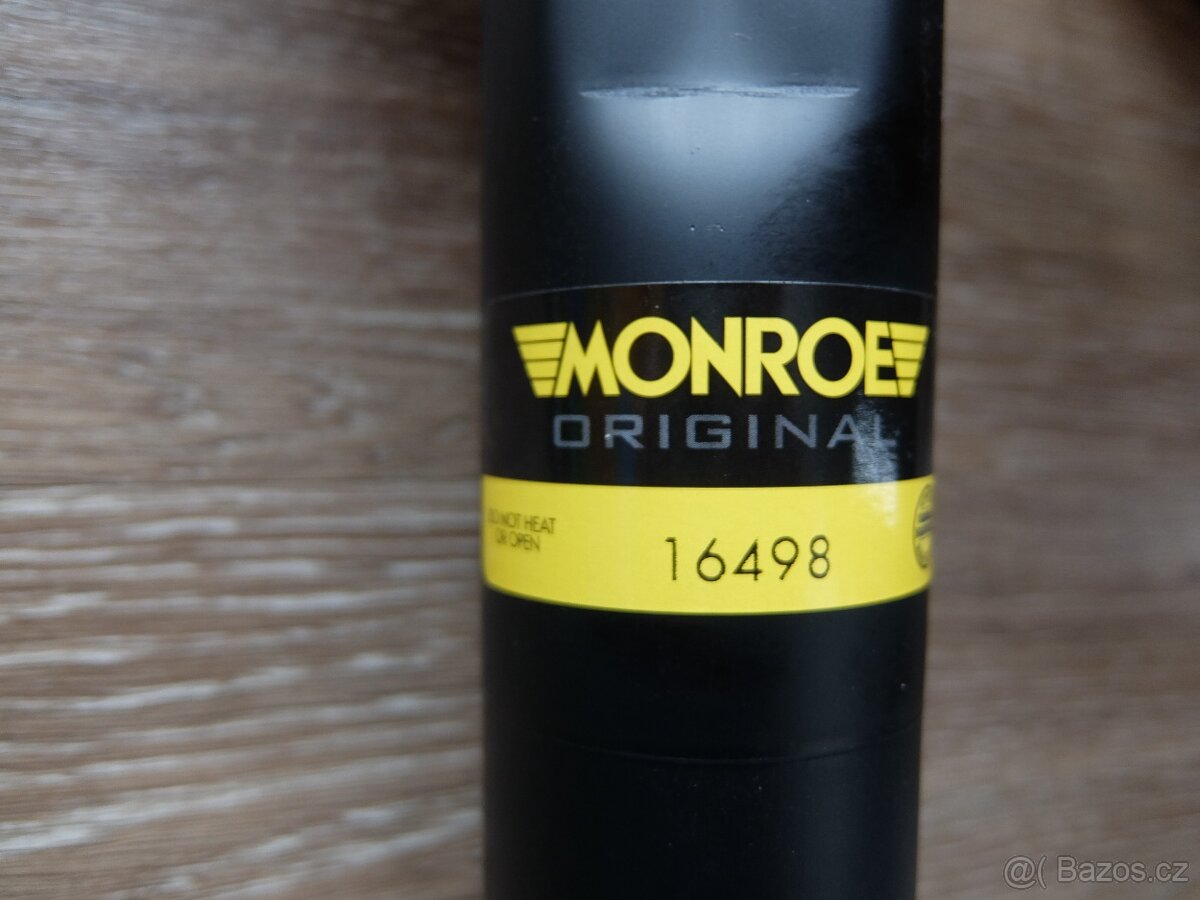 MONROE
ORIGINAL
DO NOT HEAT
OR OPEN
16498
@( Bazos.cz